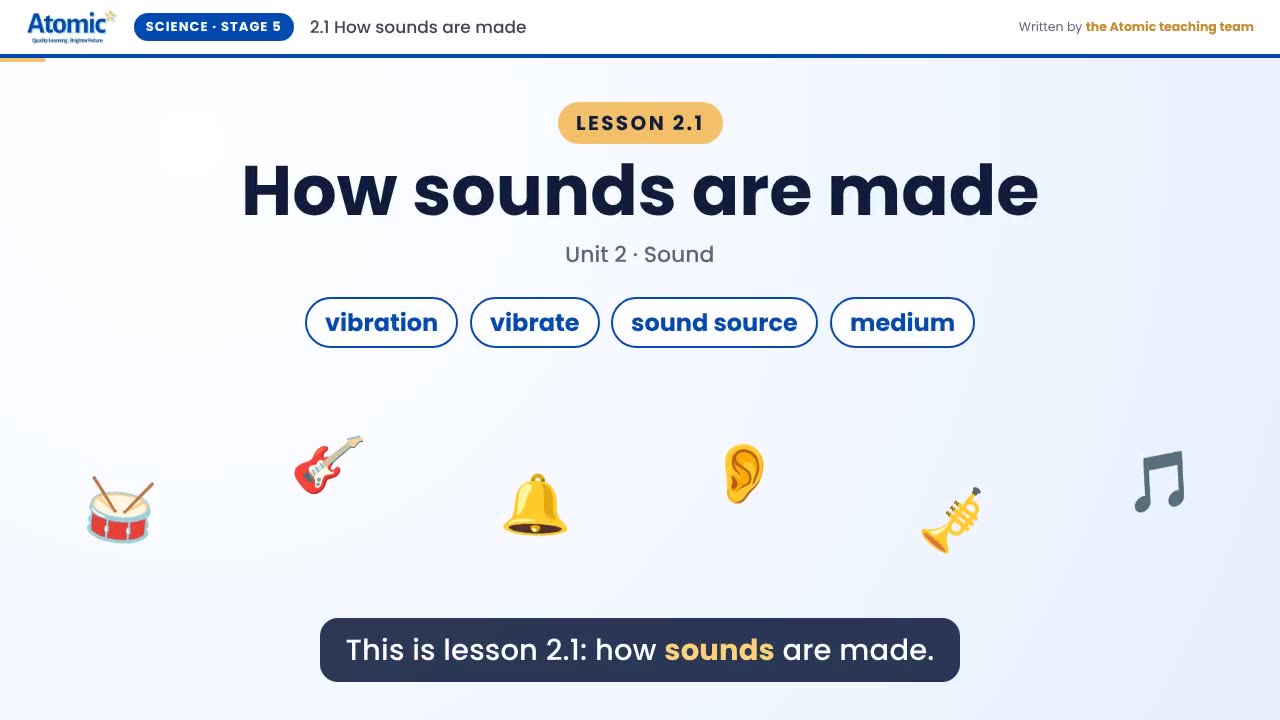 Atomic
Quality Learning. Brighter Future.
SCIENCE · STAGE 5
2.1 How sounds are made
Written by the Atomic teaching team
LESSON 2.1
How sounds are made
Unit 2 · Sound
vibration
vibrate
sound source
medium
This is lesson 2.1: how sounds are made.